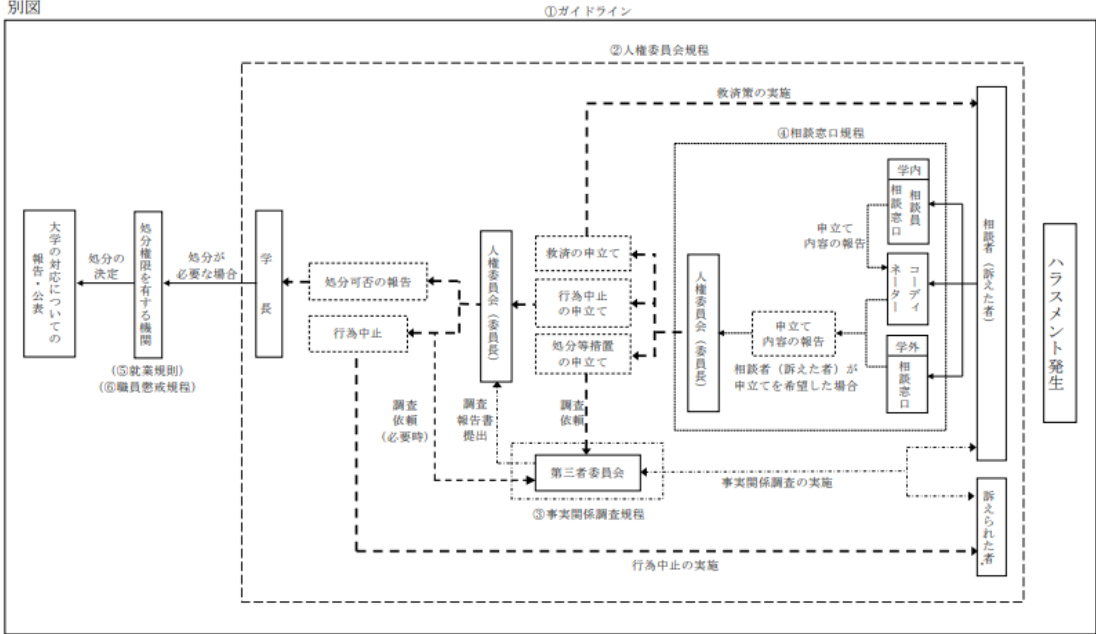 別図
①ガイドライン
②人権委員会規程
救済策の実施
④相談窓口規程
ハラスメント発生
相談者（訴えた者）
学内
相談員
相談窓口
申立て
内容の報告
コーディ
ネーター
学外
相談窓口
申立て
内容の報告
相談者（訴えた者）が
申立てを希望した場合
人権委員会（委員長）
救済の申立て
行為中止
の申立て
処分等措置
の申立て
人権委員会（委員長）
処分可否の報告
行為中止
学長
処分が
必要な場合
処分権限を有する機関
（⑤就業規則）
（⑥職員懲戒規程）
処分の
決定
大学の対応についての
報告・公表
調査
依頼
（必要時）
調査
報告書
提出
調査
依頼
第三者委員会
③事実関係調査規程
事実関係調査の実施
訴えられた者
行為中止の実施